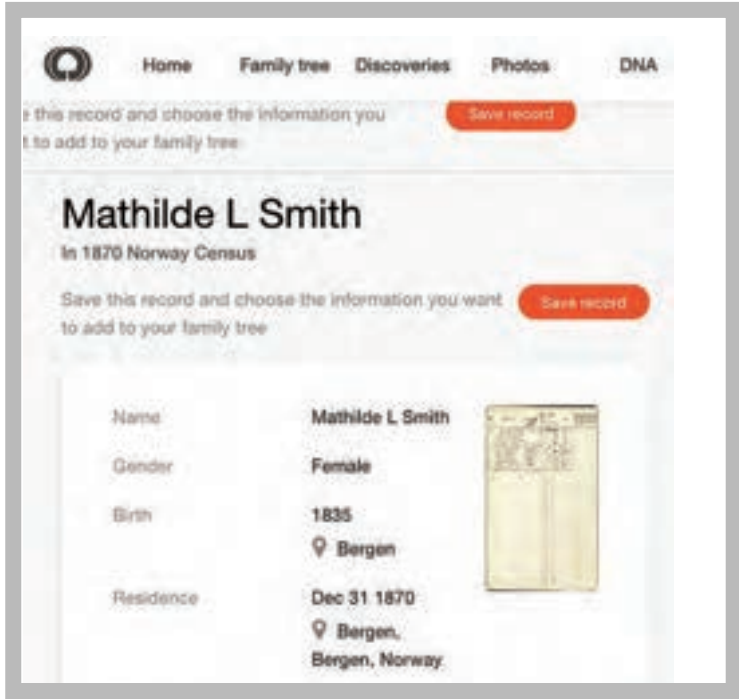 Home Family tree Discoveries Photos DNA
this record and choose the information you
to add to your family tree
Save record
Mathilde L Smith
In 1870 Norway Census
Save this record and choose the information you want
to add to your family tree
Save record
Name Mathilde L Smith
Gender Female
Birth 1835
Bergen
Residence Dec 31 1870
Bergen,
Bergen, Norway